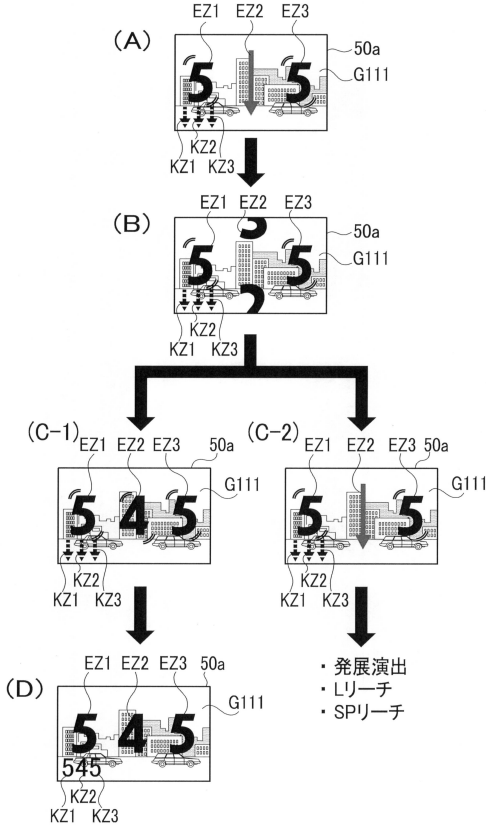 EZ1 EZ2 EZ3
(A)
50a
5 5
G111
KZ1 KZ2 KZ3
EZ1 EZ2 EZ3
(B)
50a
3
5 5
G111
2
KZ1 KZ2 KZ3
(C-1)
EZ1 EZ2 EZ3 50a
5 4 5
G111
KZ1 KZ2 KZ3
(C-2)
EZ1 EZ2 EZ3 50a
5 5
G111
KZ1 KZ2 KZ3
・発展演出
・Lリーチ
・SPリーチ
(D)
EZ1 EZ2 EZ3 50a
5 4 5
G111
545
KZ1 KZ2 KZ3